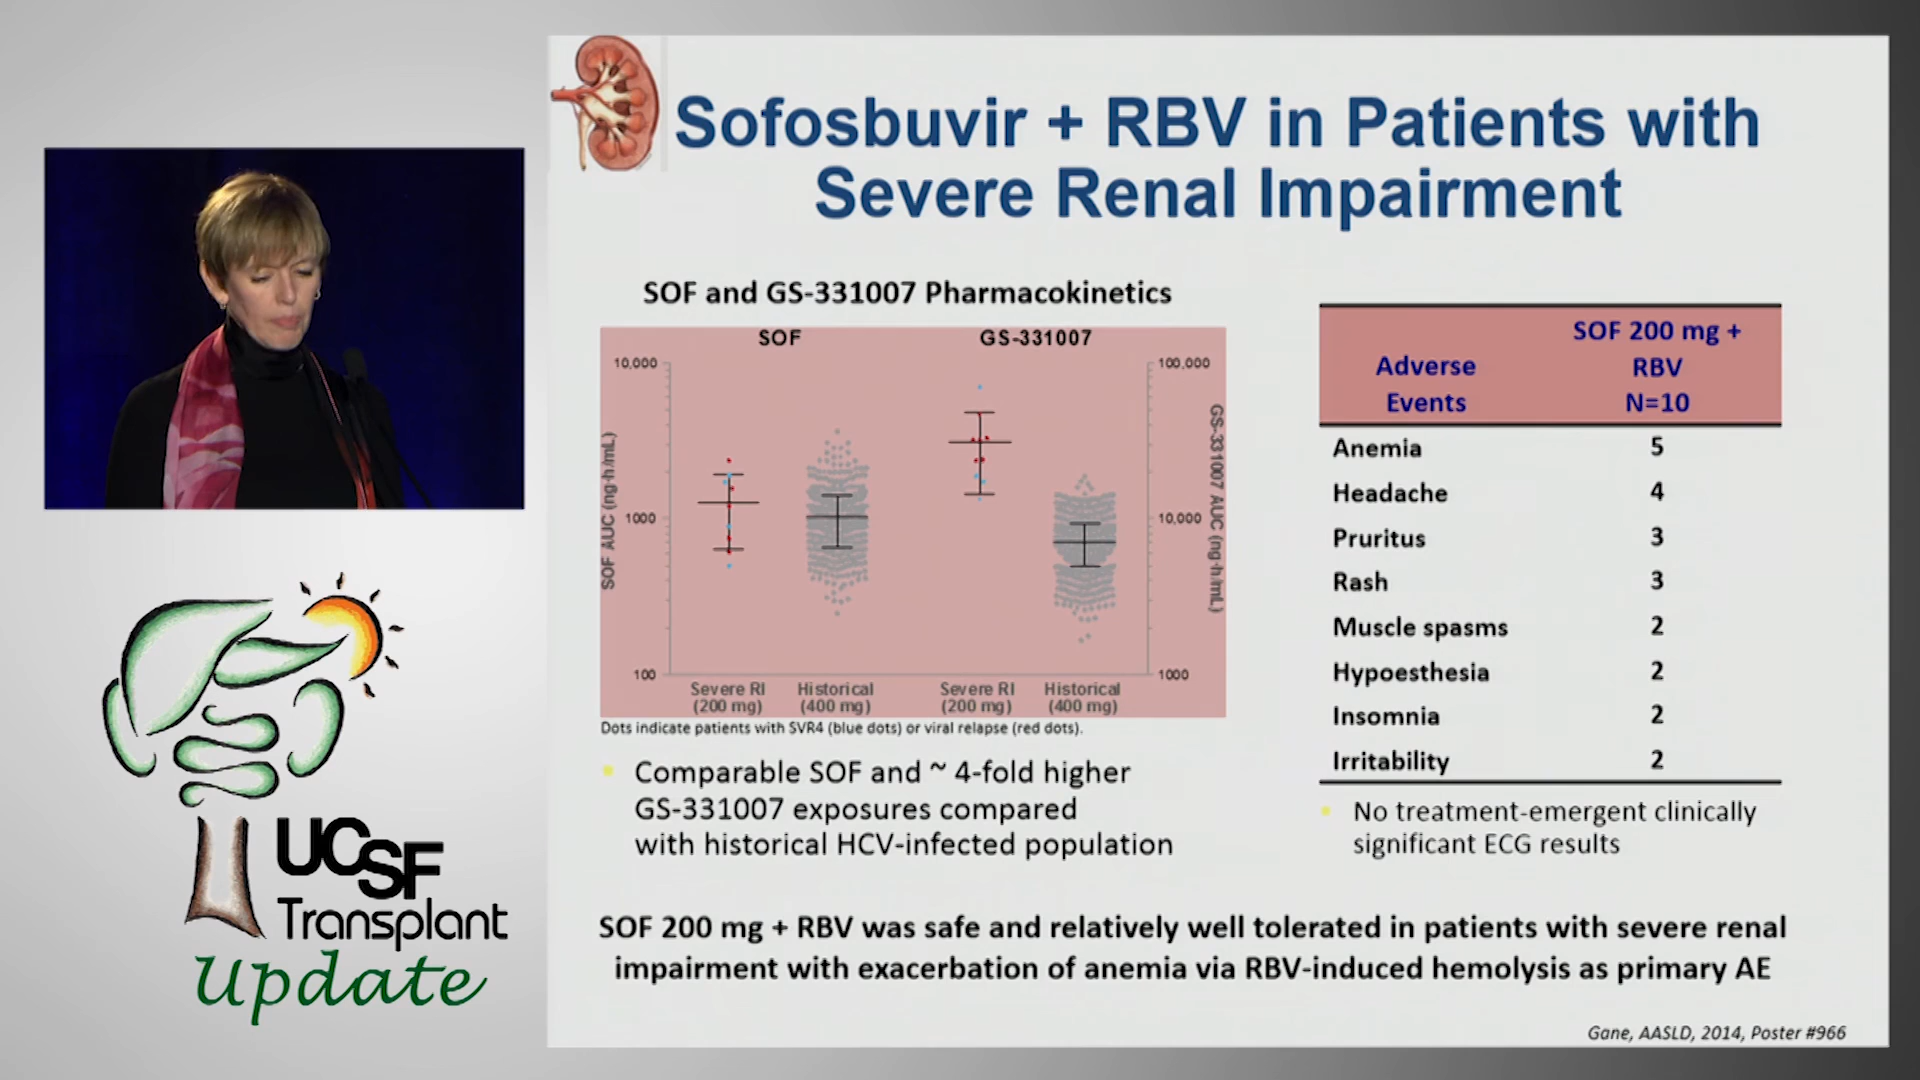 Sofosbuvir + RBV in Patients with
Severe Renal Impairment
SOF and GS-331007 Pharmacokinetics
SOF
GS-331007
10,000
1000
100
SOF AUC (ng·h/mL)
100,000
10,000
1000
GS-331007 AUC (ng·h/mL)
Severe RI
(200 mg)
Historical
(400 mg)
Severe RI
(200 mg)
Historical
(400 mg)
Dots indicate patients with SVR4 (blue dots) or viral relapse (red dots).
• Comparable SOF and ~ 4-fold higher
GS-331007 exposures compared
with historical HCV-infected population
Adverse
Events
SOF 200 mg +
RBV
N=10
Anemia 5
Headache 4
Pruritus 3
Rash 3
Muscle spasms 2
Hypoesthesia 2
Insomnia 2
Irritability 2
• No treatment-emergent clinically
significant ECG results
SOF 200 mg + RBV was safe and relatively well tolerated in patients with severe renal
impairment with exacerbation of anemia via RBV-induced hemolysis as primary AE
Gane, AASLD, 2014, Poster #966
UCSF
Transplant
Update